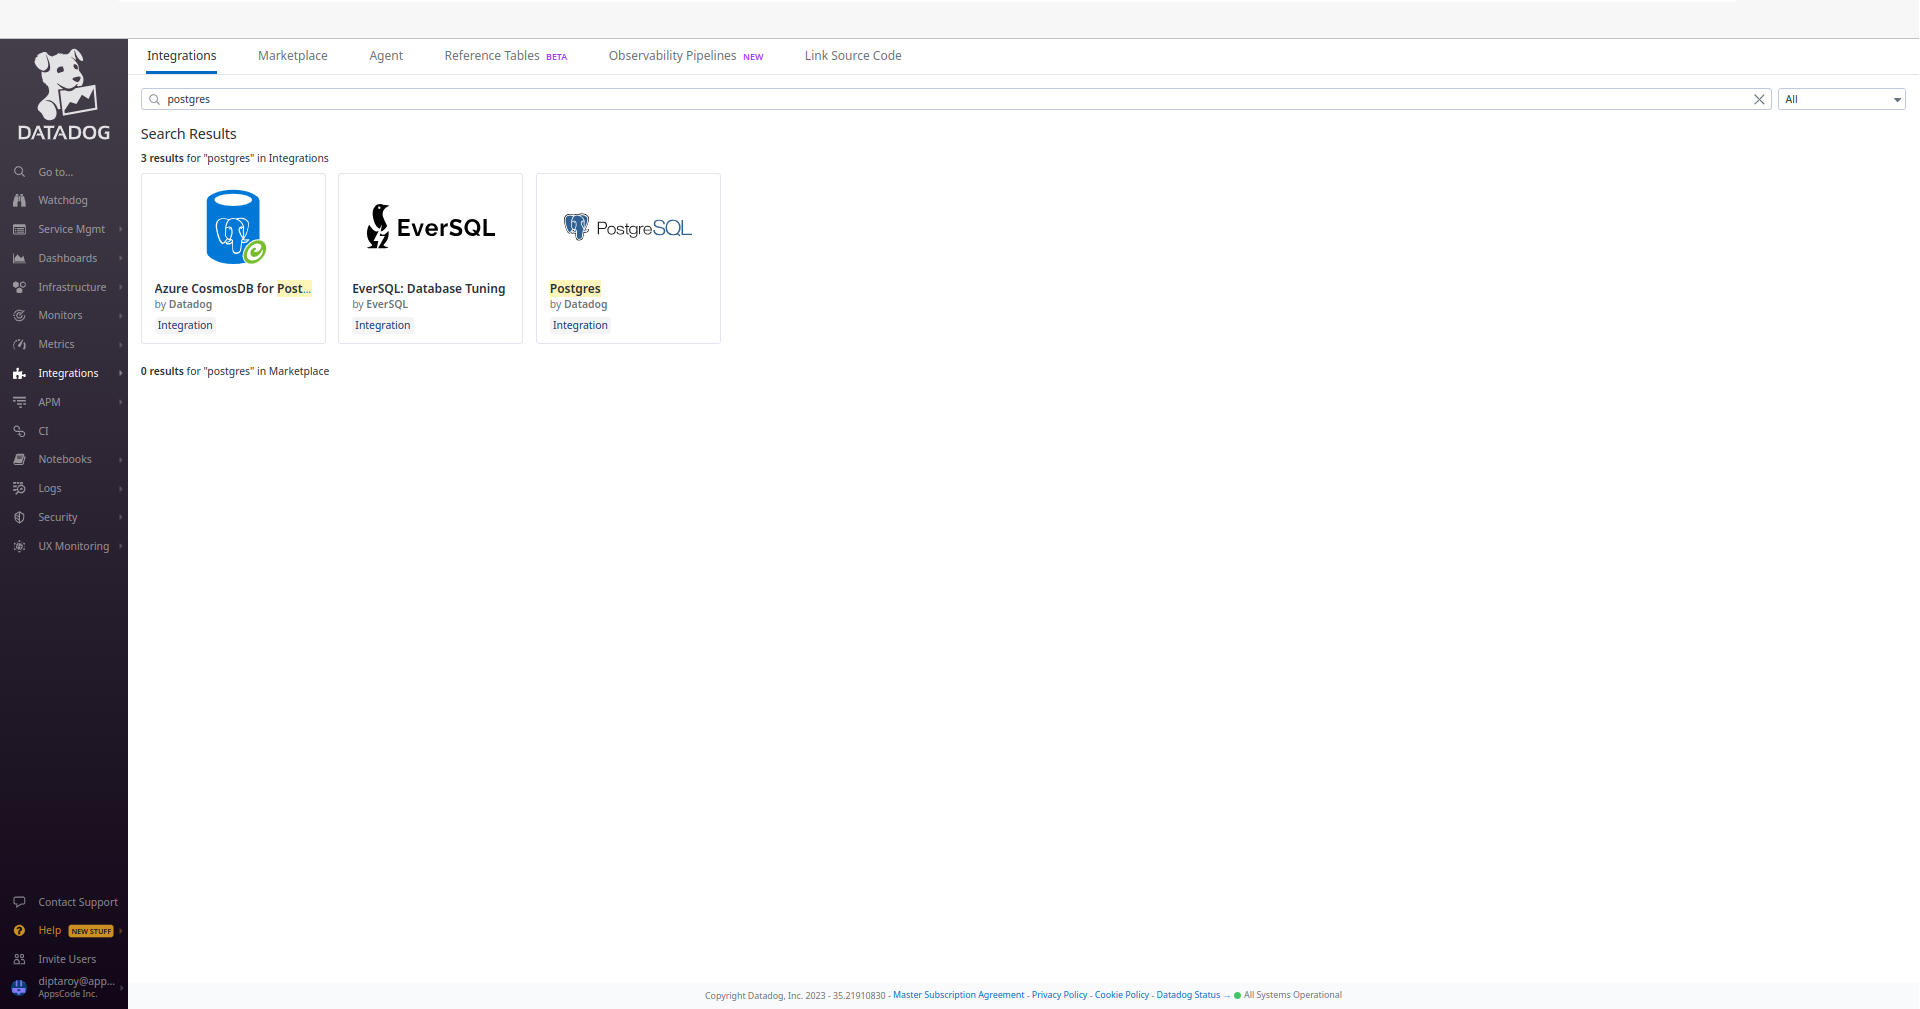 DATADOG
Go to...
Watchdog
Service Mgmt
Dashboards
Infrastructure
Monitors
Metrics
Integrations
APM
CI
Notebooks
Logs
Security
UX Monitoring
Contact Support
Help NEW STUFF
Invite Users
diptaroy@app...
AppsCode Inc.
Integrations Marketplace Agent Reference Tables BETA Observability Pipelines NEW Link Source Code
postgres All
Search Results
3 results for "postgres" in Integrations
Azure CosmosDB for Post...
by Datadog
Integration
EverSQL
EverSQL: Database Tuning
by EverSQL
Integration
PostgreSQL
Postgres
by Datadog
Integration
0 results for "postgres" in Marketplace
Copyright Datadog, Inc. 2023 - 35.21910830 - Master Subscription Agreement - Privacy Policy - Cookie Policy - Datadog Status → All Systems Operational